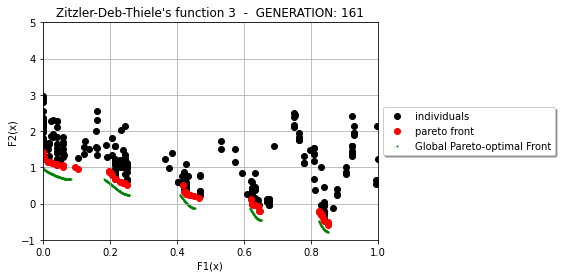 Zitzler-Deb-Thiele's function 3 - GENERATION: 161
5
4
3
2
1
0
−1
F2(x)
0.0 0.2 0.4 0.6 0.8 1.0
F1(x)
individuals
pareto front
Global Pareto-optimal Front